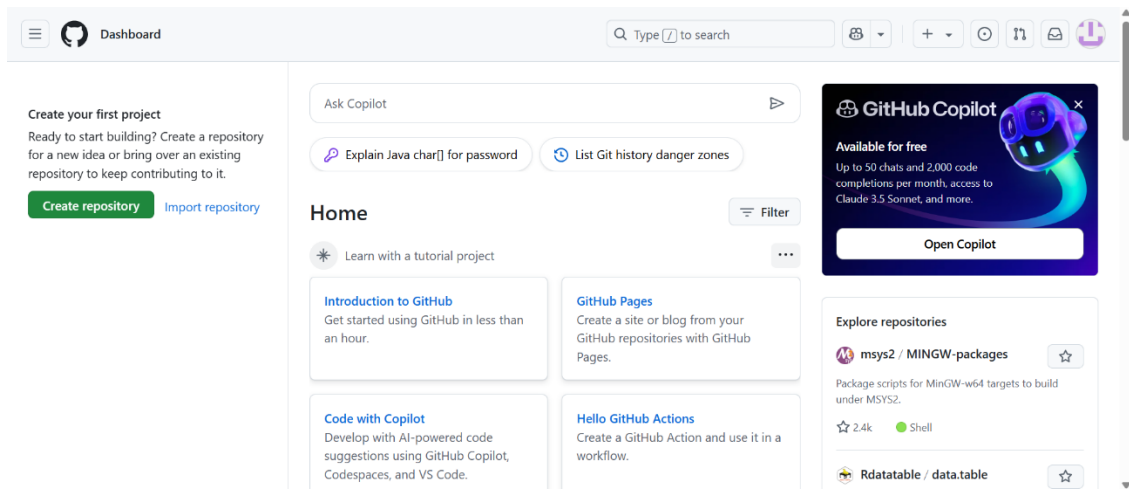 Dashboard
Type / to search
Create your first project
Ready to start building? Create a repository
for a new idea or bring over an existing
repository to keep contributing to it.
Create repository
Import repository
Ask Copilot
Explain Java char[] for password
List Git history danger zones
Home
Filter
Learn with a tutorial project
Introduction to GitHub
Get started using GitHub in less than
an hour.
GitHub Pages
Create a site or blog from your
GitHub repositories with GitHub
Pages.
Code with Copilot
Develop with AI-powered code
suggestions using GitHub Copilot,
Codespaces, and VS Code.
Hello GitHub Actions
Create a GitHub Action and use it in a
workflow.
GitHub Copilot
Available for free
Up to 50 chats and 2,000 code
completions per month, access to
Claude 3.5 Sonnet, and more.
Open Copilot
Explore repositories
msys2 / MINGW-packages
Package scripts for MinGW-w64 targets to build
under MSYS2.
2.4k
Shell
Rdatatable / data.table